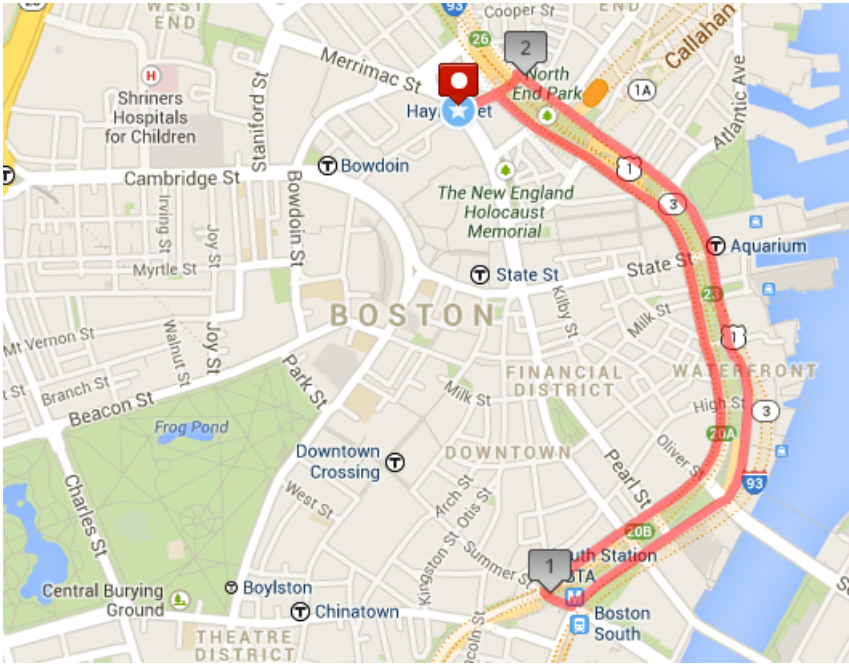 WEST
END
93
Cooper St
END
26
2
Merrimac St
North
End Park
Callahan
1A
Atlantic Ave
H
Shriners
Hospitals
for Children
Staniford St
T
Bowdoin
Cambridge St
Bowdoin St
The New England
Holocaust
Memorial
1
3
Irving St
Joy St
Myrtle St
T
State St
State St
T
Aquarium
23
Kilby St
Milk St
BOSTON
1
Mt Vernon St
Walnut St
Joy St
Park St
FINANCIAL
DISTRICT
WATERFRONT
Branch St
Beacon St
Milk St
High St
3
Frog Pond
20A
Downtown
Crossing
T
DOWNTOWN
Oliver St
Pearl St
93
Charles St
West St
Arch St
Otis St
20B
Kingston St
Summer St
1
Station
Central Burying
Ground
T
Boylston
T
Chinatown
M
Boston
South
THEATRE
DISTRICT